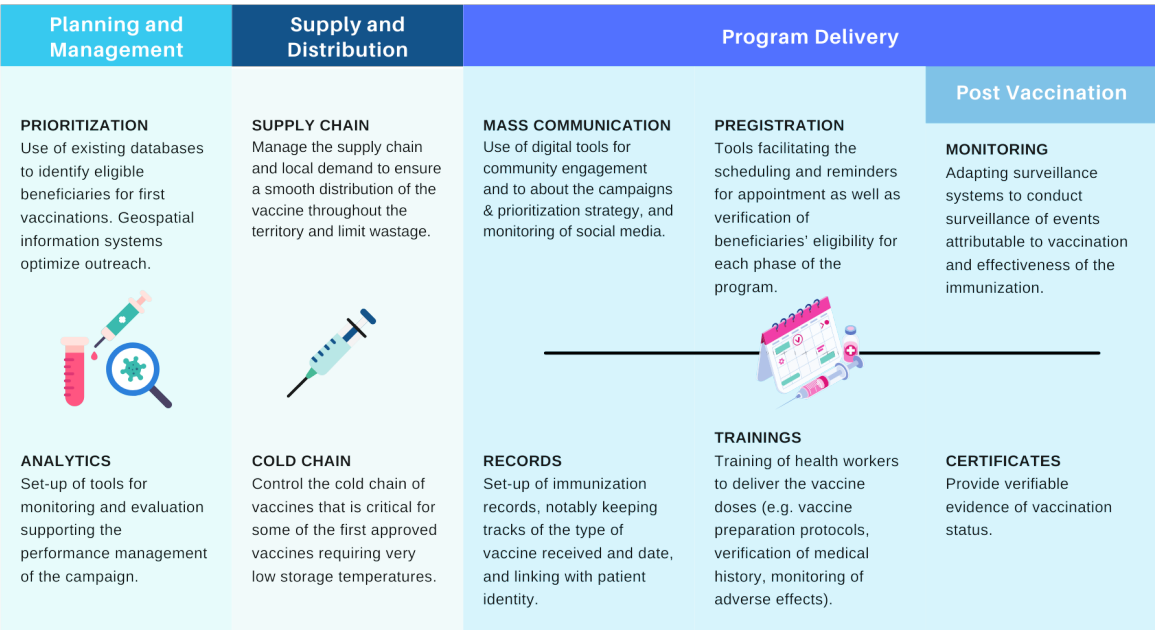 Planning and
Management
Supply and
Distribution
Program Delivery
Post Vaccination
PRIORITIZATION
Use of existing databases
to identify eligible
beneficiaries for first
vaccinations. Geospatial
information systems
optimize outreach.
SUPPLY CHAIN
Manage the supply chain
and local demand to ensure
a smooth distribution of the
vaccine throughout the
territory and limit wastage.
MASS COMMUNICATION
Use of digital tools for
community engagement
and to about the campaigns
& prioritization strategy, and
monitoring of social media.
PREGISTRATION
Tools facilitating the
scheduling and reminders
for appointment as well as
verification of
beneficiaries' eligibility for
each phase of the
program.
MONITORING
Adapting surveillance
systems to conduct
surveillance of events
attributable to vaccination
and effectiveness of the
immunization.
ANALYTICS
Set-up of tools for
monitoring and evaluation
supporting the
performance management
of the campaign.
COLD CHAIN
Control the cold chain of
vaccines that is critical for
some of the first approved
vaccines requiring very
low storage temperatures.
RECORDS
Set-up of immunization
records, notably keeping
tracks of the type of
vaccine received and date,
and linking with patient
identity.
TRAININGS
Training of health workers
to deliver the vaccine
doses (e.g. vaccine
preparation protocols,
verification of medical
history, monitoring of
adverse effects).
CERTIFICATES
Provide verifiable
evidence of vaccination
status.